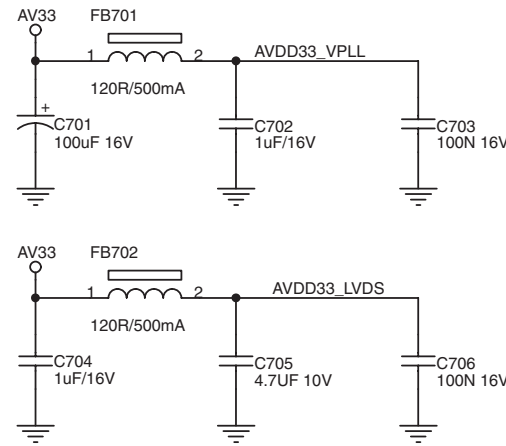 AV33 FB701
1 2 AVDD33_VPLL
120R/500mA
+
C701
100uF 16V
C702
1uF/16V
C703
100N 16V
AV33 FB702
1 2 AVDD33_LVDS
120R/500mA
C704
1uF/16V
C705
4.7UF 10V
C706
100N 16V